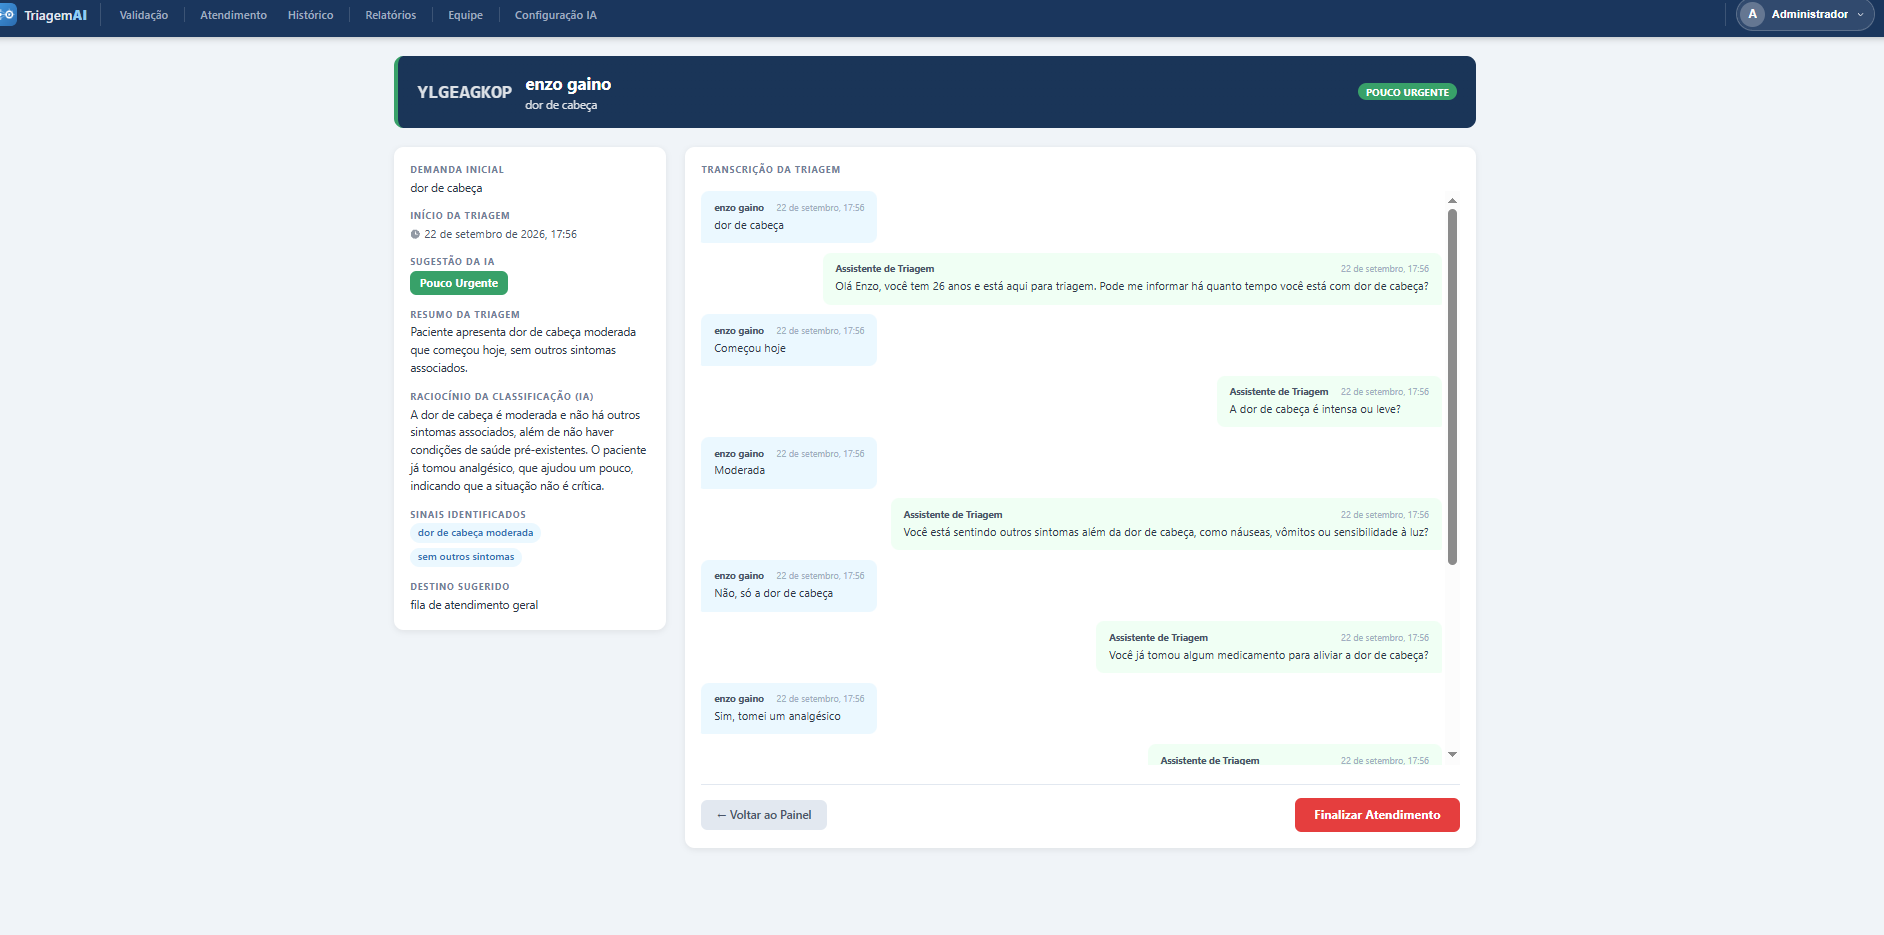 TriagemAI
Validação
Atendimento
Histórico
Relatórios
Equipe
Configuração IA
A
Administrador
YLGEAGKOP
enzo gaino
dor de cabeça
POUCO URGENTE
DEMANDA INICIAL
dor de cabeça
INÍCIO DA TRIAGEM
22 de setembro de 2026, 17:56
SUGESTÃO DA IA
Pouco Urgente
RESUMO DA TRIAGEM
Paciente apresenta dor de cabeça moderada
que começou hoje, sem outros sintomas
associados.
RACIOCÍNIO DA CLASSIFICAÇÃO (IA)
A dor de cabeça é moderada e não há outros
sintomas associados, além de não haver
condições de saúde pré-existentes. O paciente
já tomou analgésico, que ajudou um pouco,
indicando que a situação não é crítica.
SINAIS IDENTIFICADOS
dor de cabeça moderada
sem outros sintomas
DESTINO SUGERIDO
fila de atendimento geral
TRANSCRIÇÃO DA TRIAGEM
enzo gaino 22 de setembro, 17:56
dor de cabeça
Assistente de Triagem 22 de setembro, 17:56
Olá Enzo, você tem 26 anos e está aqui para triagem. Pode me informar há quanto tempo você está com dor de cabeça?
enzo gaino 22 de setembro, 17:56
Começou hoje
Assistente de Triagem 22 de setembro, 17:56
A dor de cabeça é intensa ou leve?
enzo gaino 22 de setembro, 17:56
Moderada
Assistente de Triagem 22 de setembro, 17:56
Você está sentindo outros sintomas além da dor de cabeça, como náuseas, vômitos ou sensibilidade à luz?
enzo gaino 22 de setembro, 17:56
Não, só a dor de cabeça
Assistente de Triagem 22 de setembro, 17:56
Você já tomou algum medicamento para aliviar a dor de cabeça?
enzo gaino 22 de setembro, 17:56
Sim, tomei um analgésico
Assistente de Triagem 22 de setembro, 17:56
← Voltar ao Painel
Finalizar Atendimento